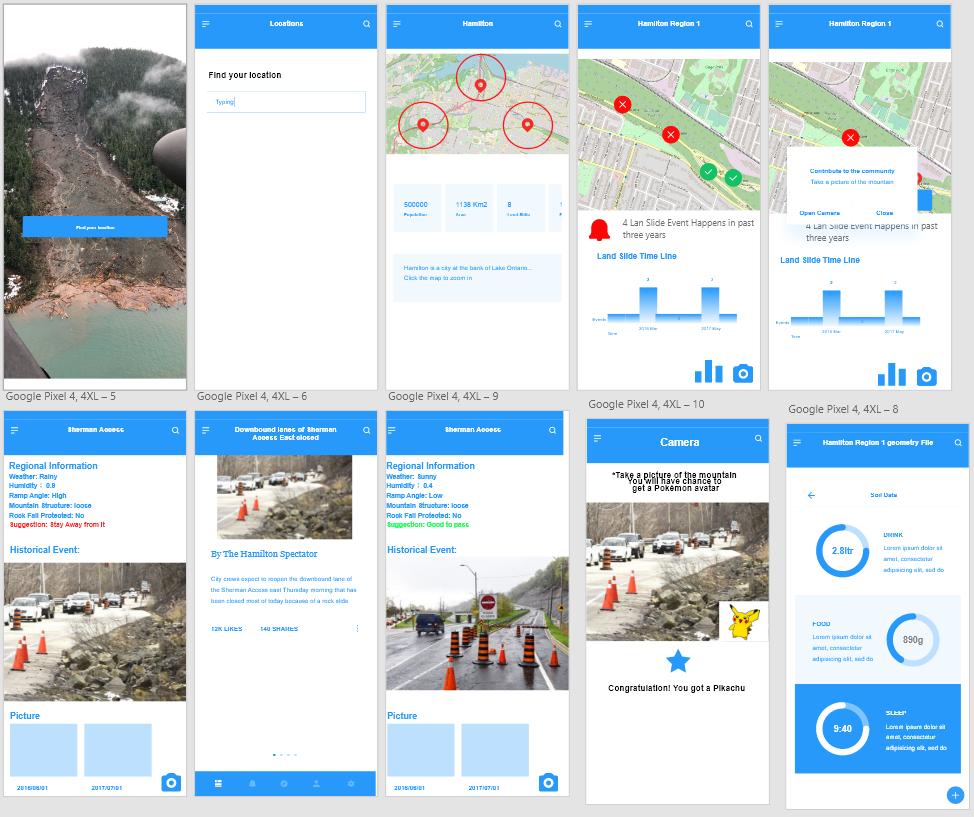 Find your location
Google Pixel 4, 4XL – 5
Locations
Find your location
Typing
Google Pixel 4, 4XL – 6
Hamilton
500000
Population
1138 Km2
Area
8
Land Slide
1
Hamilton is a city at the bank of Lake Ontario...
Click the map to zoom in
Google Pixel 4, 4XL – 9
Hamilton Region 1
4 Lan Slide Event Happens in past
three years
Land Slide Time Line
2
2
Events
2016 Mar
2017 May
Time
Google Pixel 4, 4XL – 10
Hamilton Region 1
Contribute to the community
Take a picture of the mountain
Open Camera
Close
4 Lan Slide Event Happens in past
three years
Land Slide Time Line
Events
2016 Mar
2017 May
Time
Google Pixel 4, 4XL – 8
Sherman Access
Regional Information
Weather: Rainy
Humidity： 0.9
Ramp Angle: High
Mountain Structure: loose
Rock Fall Protected: No
Suggestion: Stay Away from it
Historical Event:
Picture
2016/06/01
2017/07/01
Downbound lanes of Sherman
Access East closed
By The Hamilton Spectator
City crews expect to reopen the downbound lane of
the Sherman Access east Thursday morning that has
been closed most of today because of a rock slide
12K LIKES
140 SHARES
Sherman Access
Regional Information
Weather: Sunny
Humidity： 0.4
Ramp Angle: Low
Mountain Structure: loose
Rock Fall Protected: No
Suggestion: Good to pass
Historical Event:
Picture
2016/06/01
2017/07/01
Camera
*Take a picture of the mountain
You will have chance to
get a Pokémon avatar
Congratulation! You got a Pikachu
Hamilton Region 1 geometry File
Soil Data
2.8ltr
DRINK
Lorem ipsum dolor sit
amet, consectetur
adipisicing elit, sed do
FOOD
Lorem ipsum dolor sit
amet, consectetur
adipisicing elit, sed do
890g
9:40
SLEEP
Lorem ipsum dolor sit
amet, consectetur
adipisicing elit, sed do